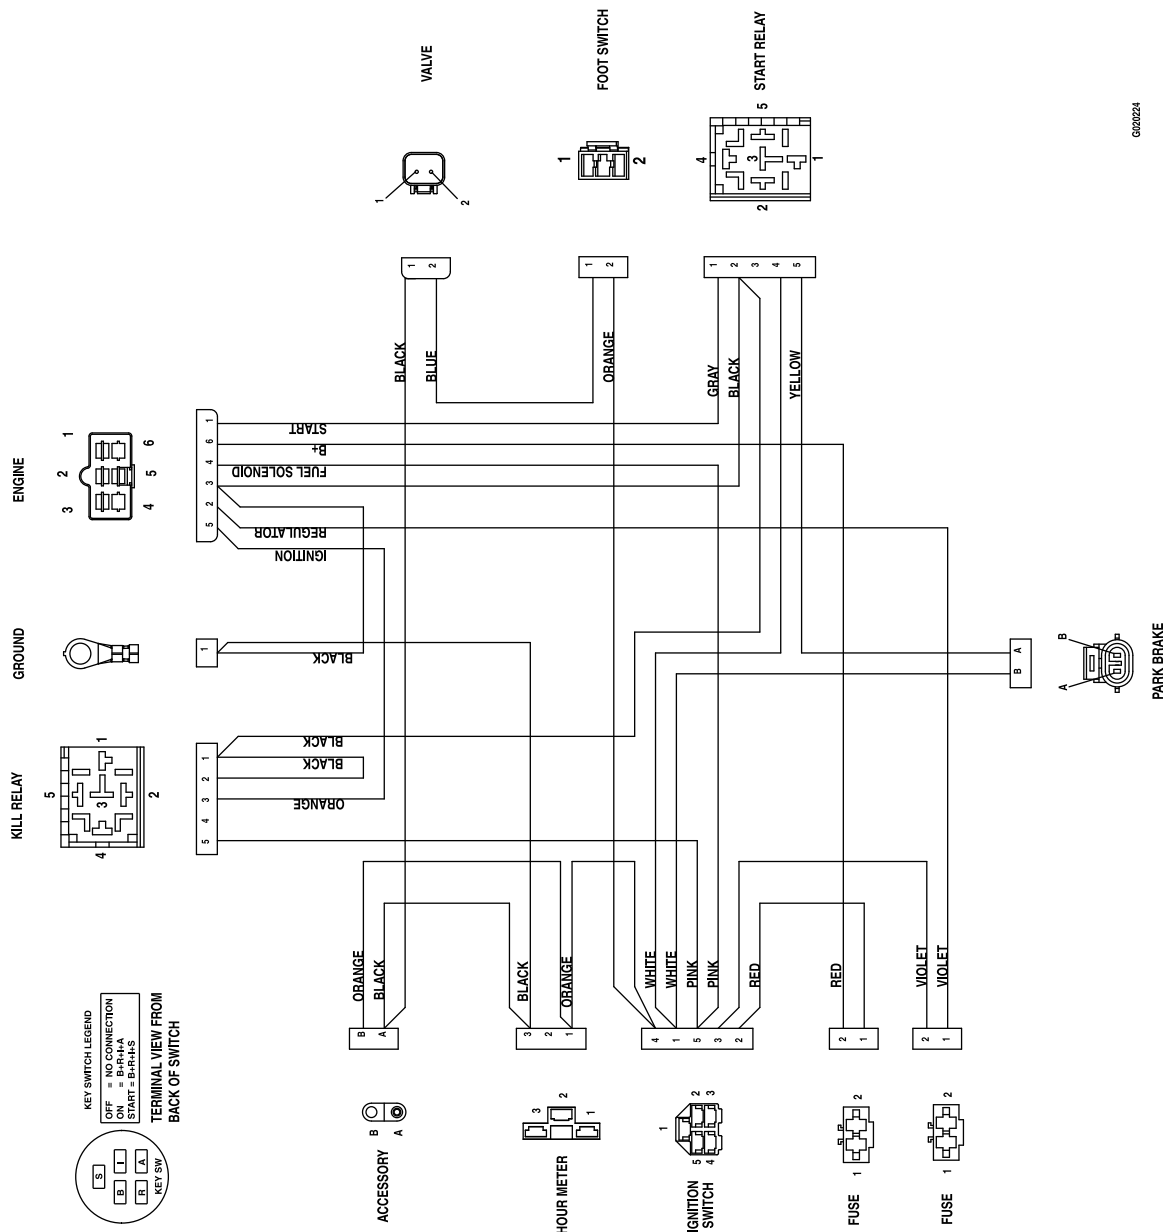 VALVE
FOOT SWITCH
START RELAY
1
2
1
2
4
5
3
2
1
G020224
ENGINE
1
2
3
6
5
4
1
2
1
2
1
2
3
4
5
BLACK
BLUE
ORANGE
GRAY
BLACK
YELLOW
1
6
4
3
2
5
START
B+
FUEL SOLENOID
REGULATOR
IGNITION
GROUND
1
BLACK
KILL RELAY
5
1
3
4
2
1
2
3
4
5
BLACK
BLACK
ORANGE
B
A
A
B
PARK BRAKE
ORANGE
BLACK
BLACK
ORANGE
WHITE
WHITE
PINK
PINK
RED
RED
VIOLET
VIOLET
B
A
3
2
1
4
1
5
3
2
2
1
2
1
KEY SWITCH LEGEND
OFF = NO CONNECTION
ON = B+R+I+A
START = B+R+I+S
TERMINAL VIEW FROM
BACK OF SWITCH
S
B
I
R
A
KEY SW
B
A
ACCESSORY
3
2
1
HOUR METER
1
2
3
5
4
IGNITION
SWITCH
1
2
FUSE
1
2
FUSE